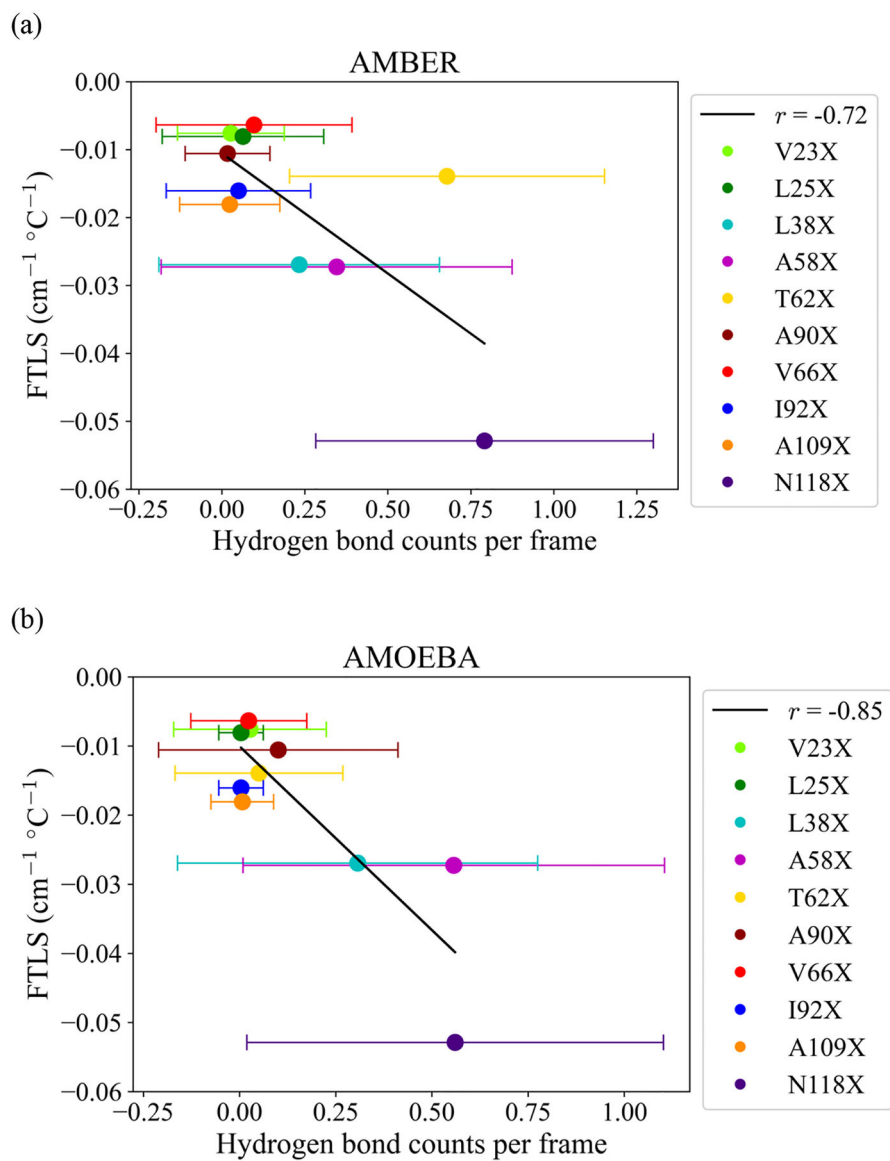 (a)
AMBER
0.00
−0.01
−0.02
−0.03
−0.04
−0.05
−0.06
FTLS (cm⁻¹ °C⁻¹)
−0.25 0.00 0.25 0.50 0.75 1.00 1.25
Hydrogen bond counts per frame
r = -0.72
V23X
L25X
L38X
A58X
T62X
A90X
V66X
I92X
A109X
N118X
(b)
AMOEBA
0.00
−0.01
−0.02
−0.03
−0.04
−0.05
−0.06
FTLS (cm⁻¹ °C⁻¹)
−0.25 0.00 0.25 0.50 0.75 1.00
Hydrogen bond counts per frame
r = -0.85
V23X
L25X
L38X
A58X
T62X
A90X
V66X
I92X
A109X
N118X